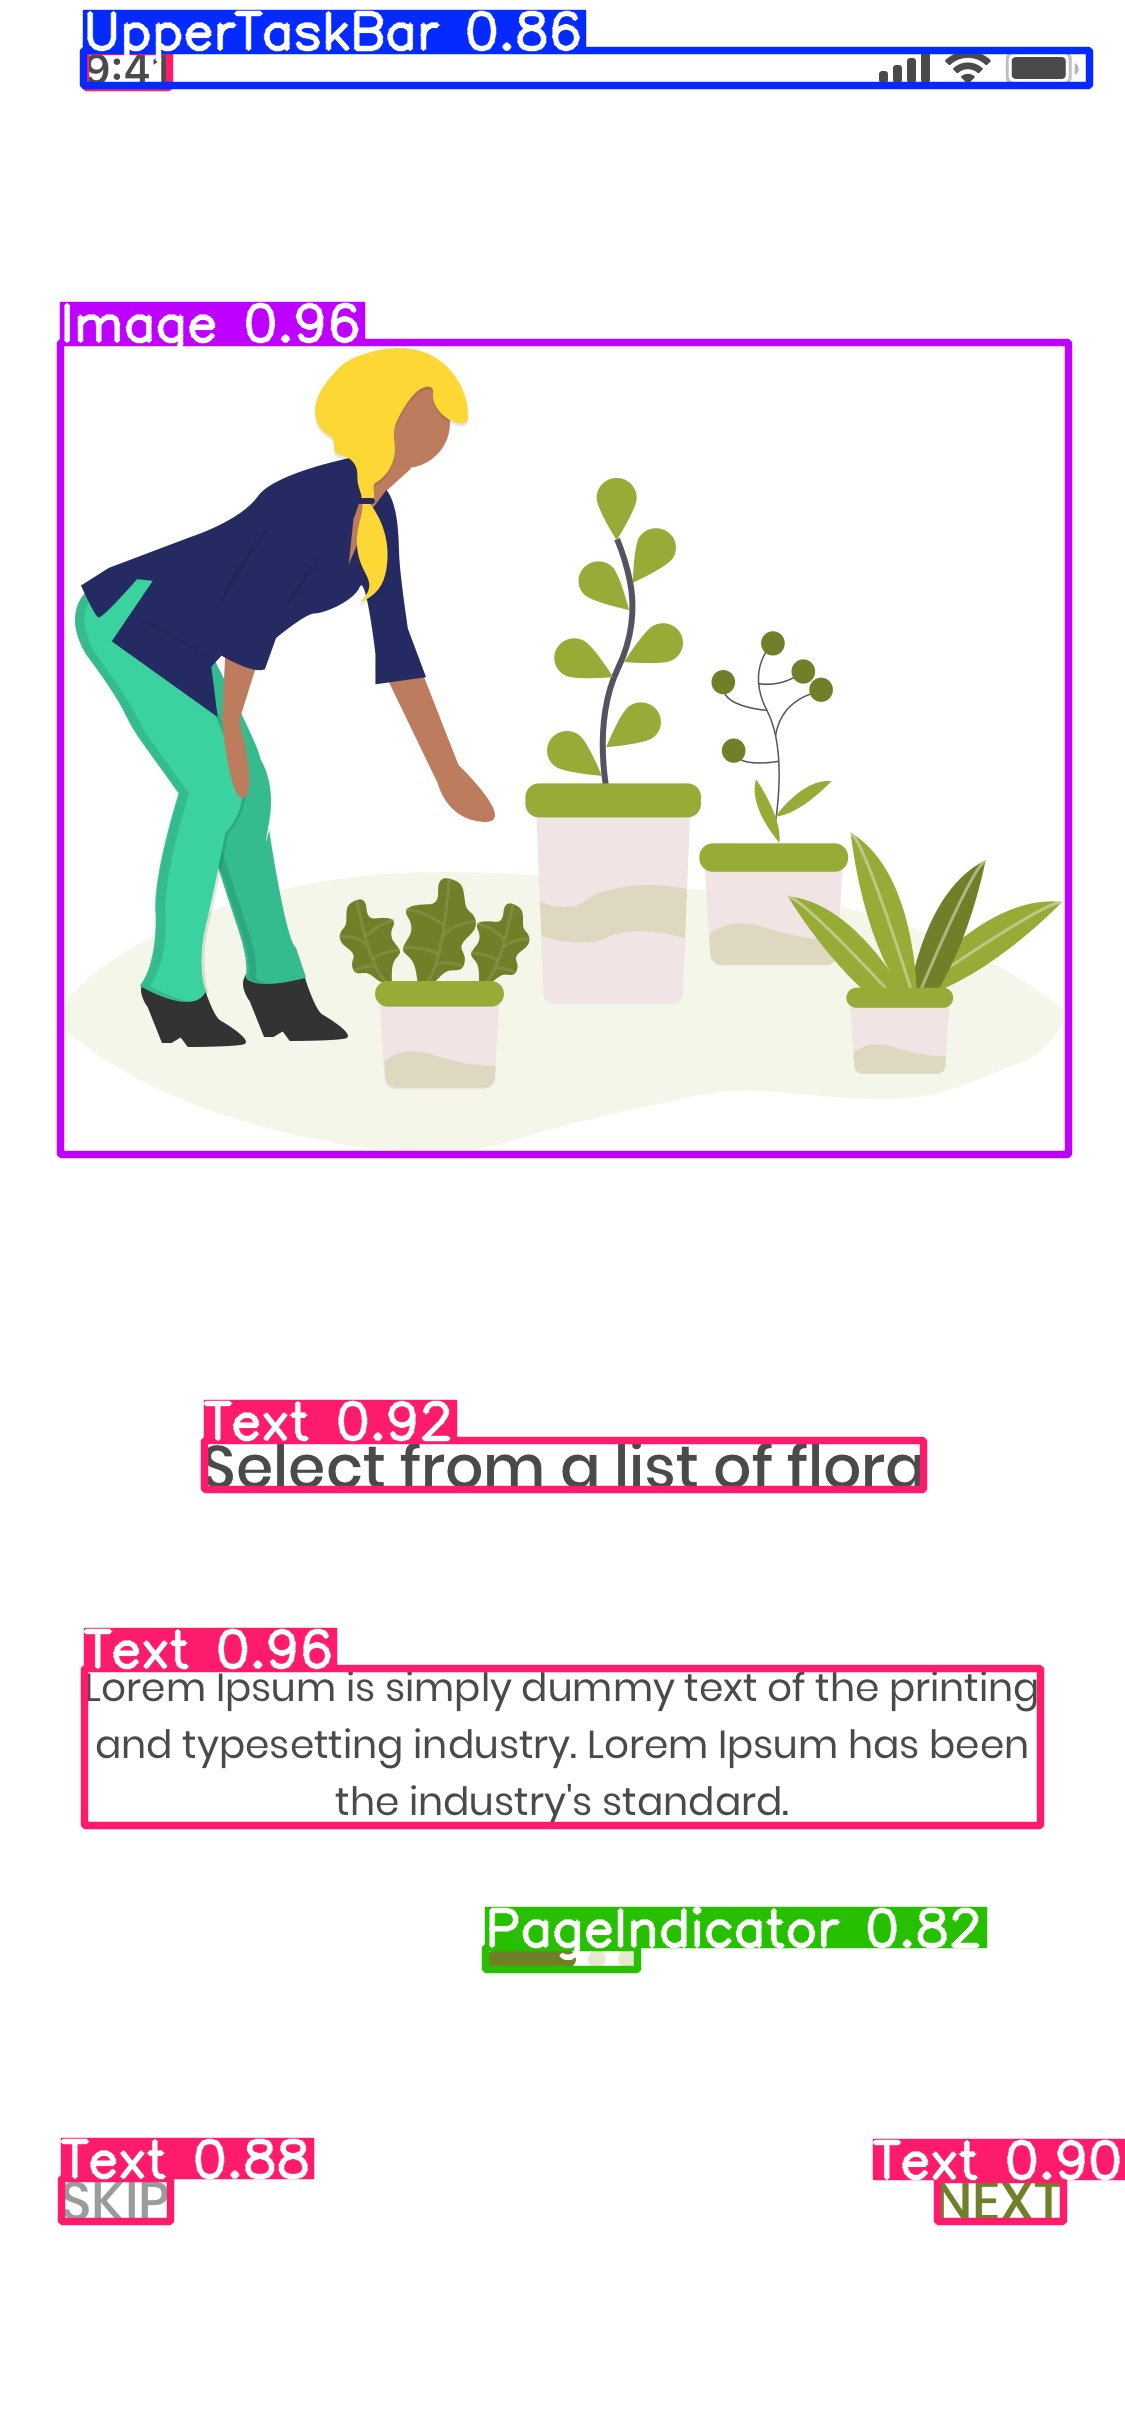 UpperTaskBar 0.86
9:41
Image 0.96
Text 0.92
Select from a list of flora
Text 0.96
Lorem Ipsum is simply dummy text of the printing
and typesetting industry. Lorem Ipsum has been
the industry's standard.
PageIndicator 0.82
Text 0.88
Text 0.90
SKIP
NEXT